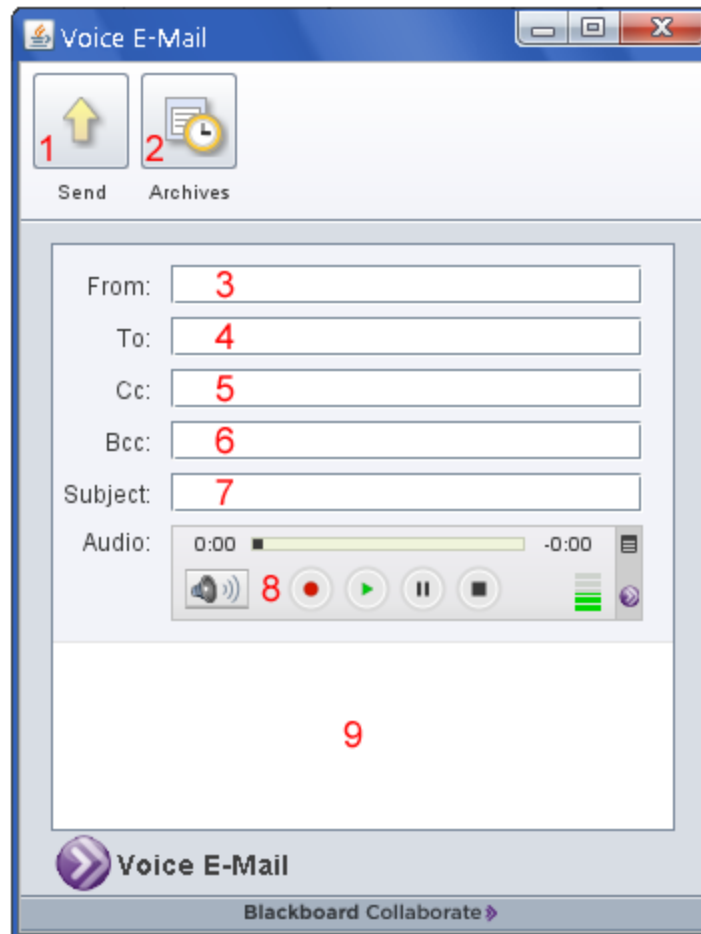 Voice E-Mail
1 2
Send Archives
From: 3
To: 4
Cc: 5
Bcc: 6
Subject: 7
Audio: 0:00 -0:00
8
9
Voice E-Mail
Blackboard Collaborate